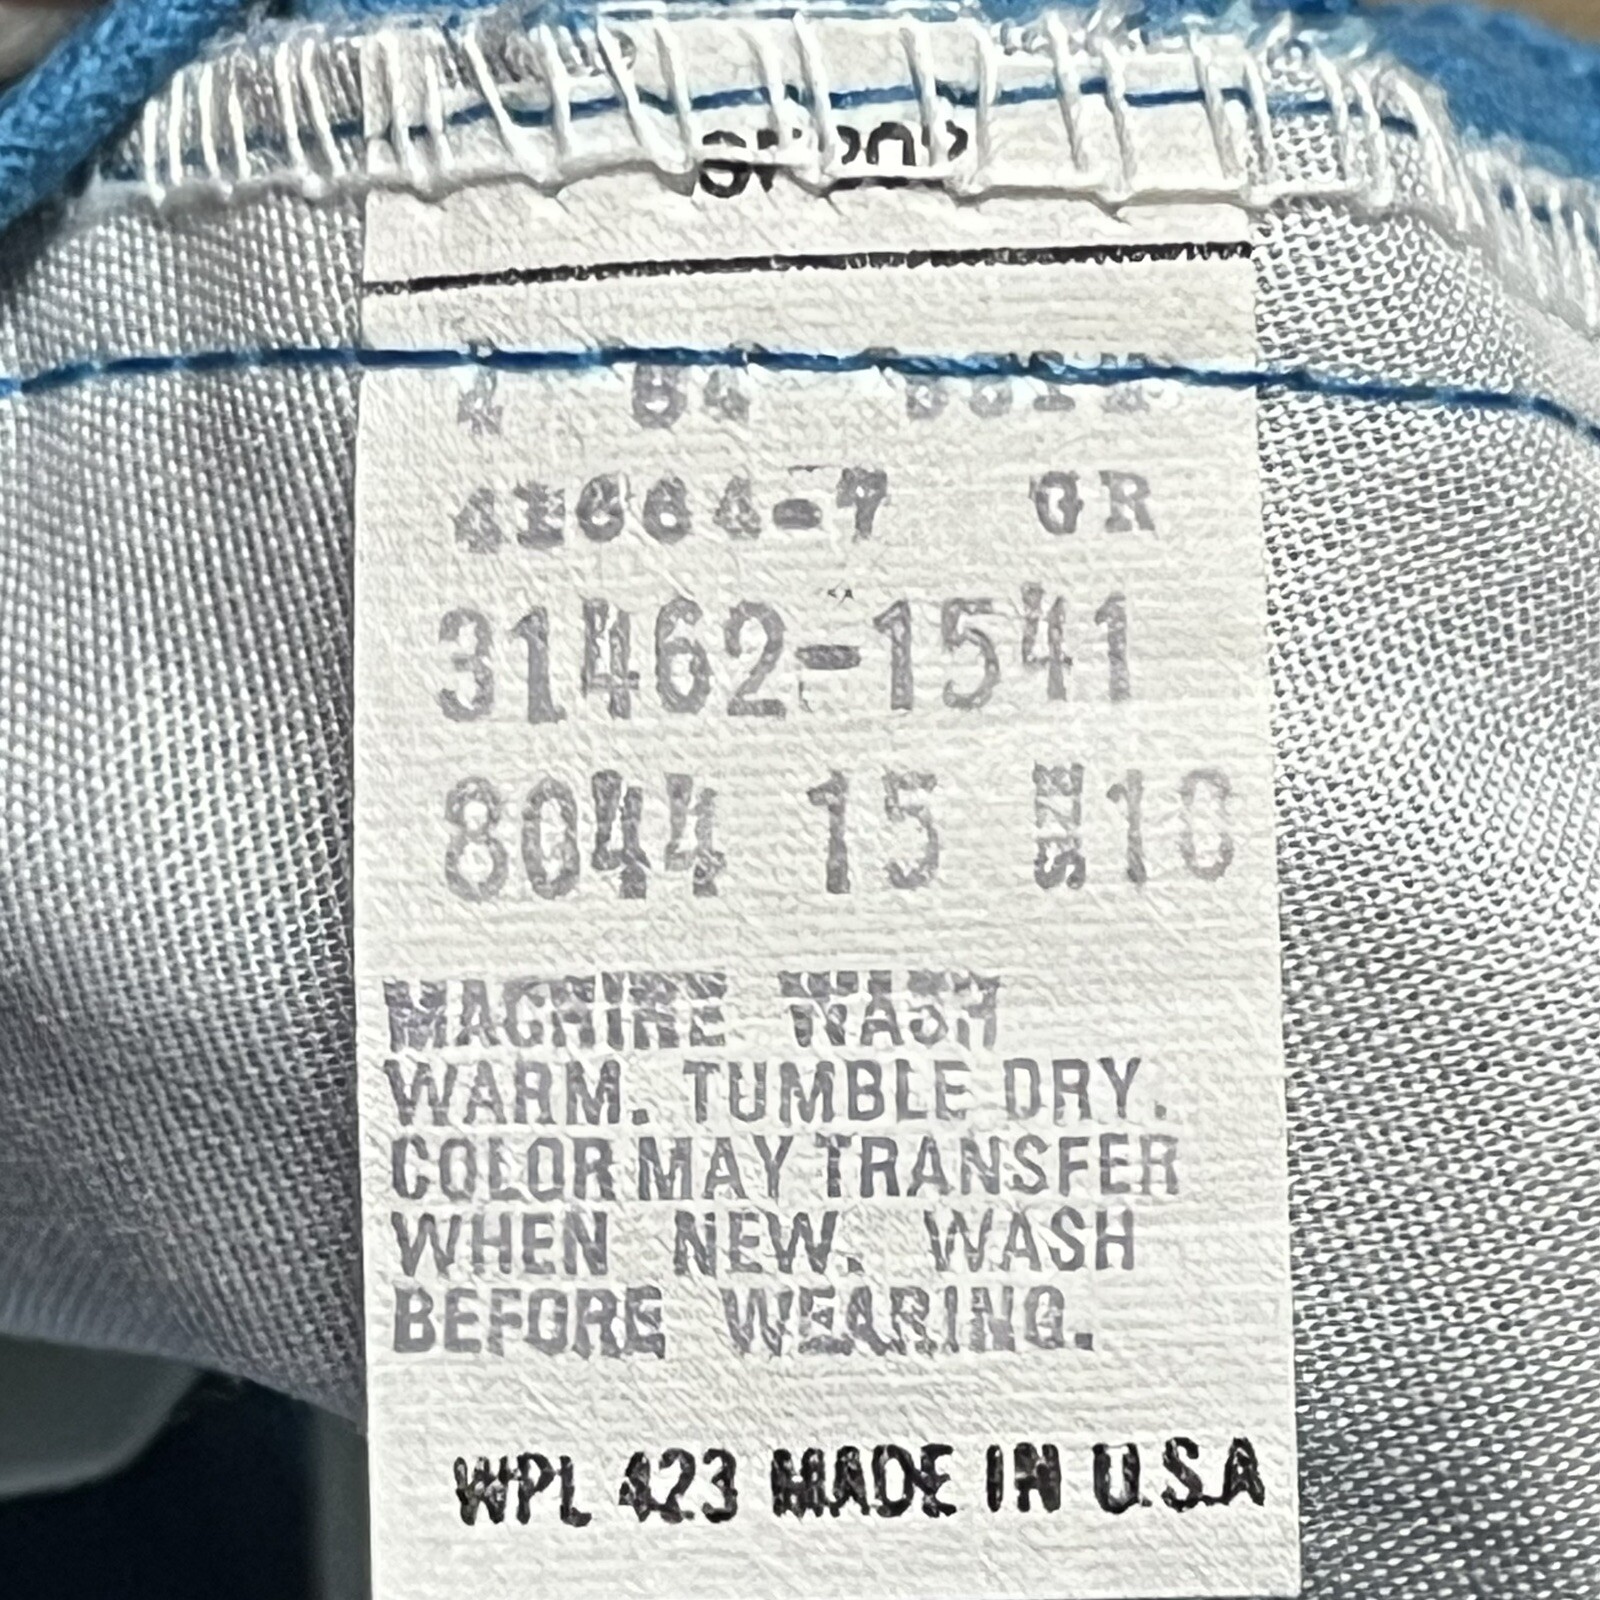 41664-7 GR
31462-1541
8044 15 SIZE 10
MACHINE WASH
WARM. TUMBLE DRY.
COLOR MAY TRANSFER
WHEN NEW. WASH
BEFORE WEARING.
WPL 423 MADE IN U.S.A